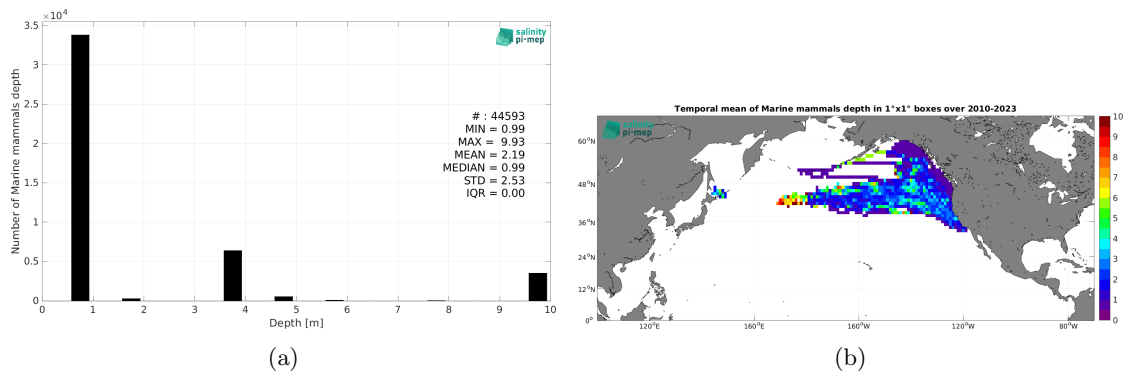 ×10⁴
3.5
3
2.5
2
1.5
1
0.5
0
Number of Marine mammals depth
salinity
pi-mep
# : 44593
MIN = 0.99
MAX = 9.93
MEAN = 2.19
MEDIAN = 0.99
STD = 2.53
IQR = 0.00
0 1 2 3 4 5 6 7 8 9 10
Depth [m]
(a)
Temporal mean of Marine mammals depth in 1°x1° boxes over 2010-2023
salinity
pi-mep
60°N
48°N
36°N
24°N
12°N
0°
120°E 160°E 160°W 120°W 80°W
10
9
8
7
6
5
4
3
2
1
0
(b)